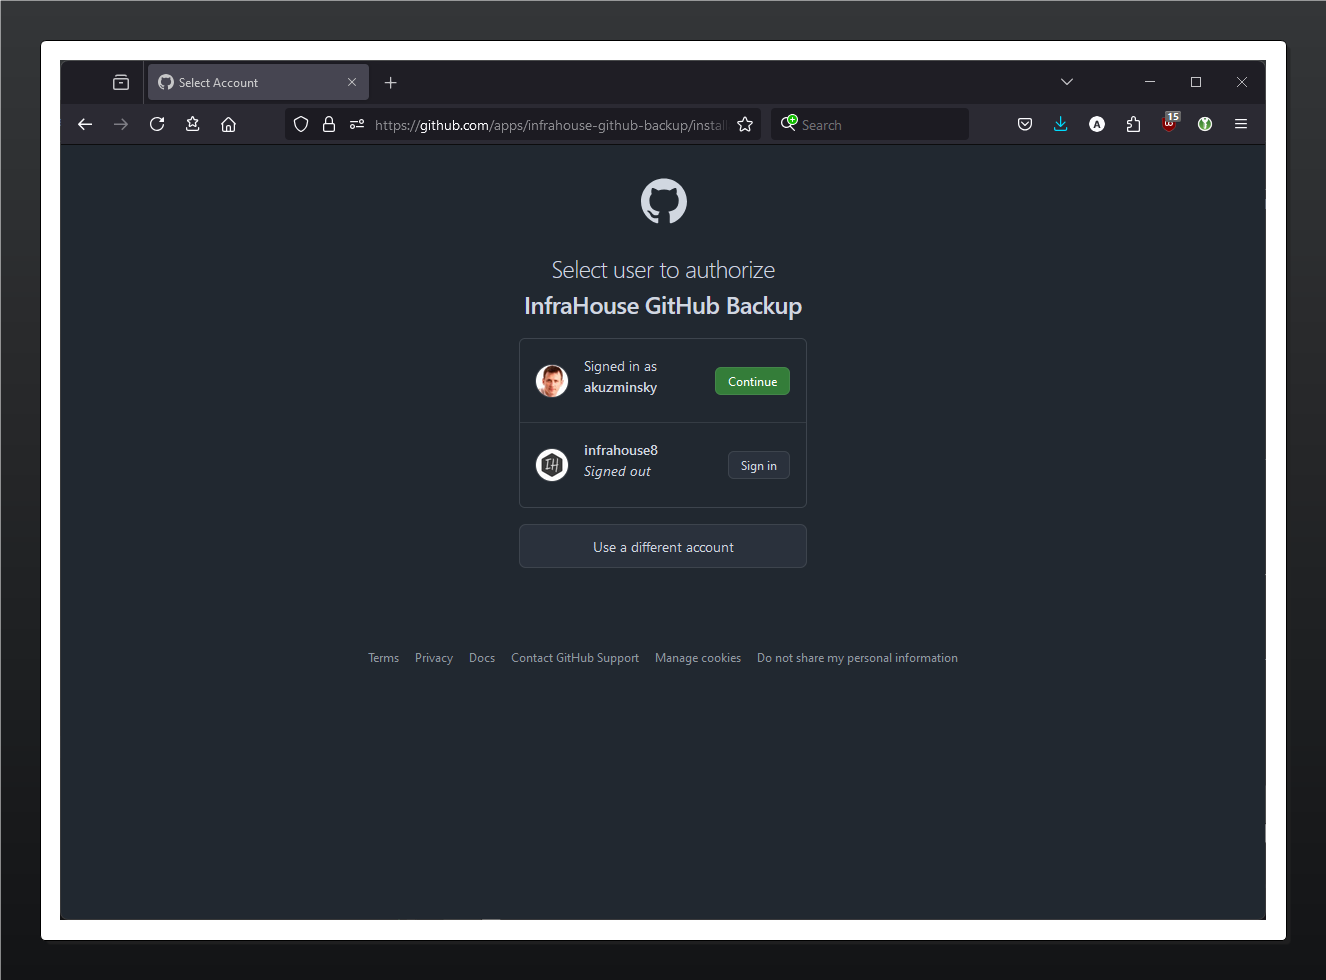 Select Account
https://github.com/apps/infrahouse-github-backup/instal
Search
15
Select user to authorize
InfraHouse GitHub Backup
Signed in as
akuzminsky
Continue
infrahouse8
Signed out
Sign in
Use a different account
Terms Privacy Docs Contact GitHub Support Manage cookies Do not share my personal information